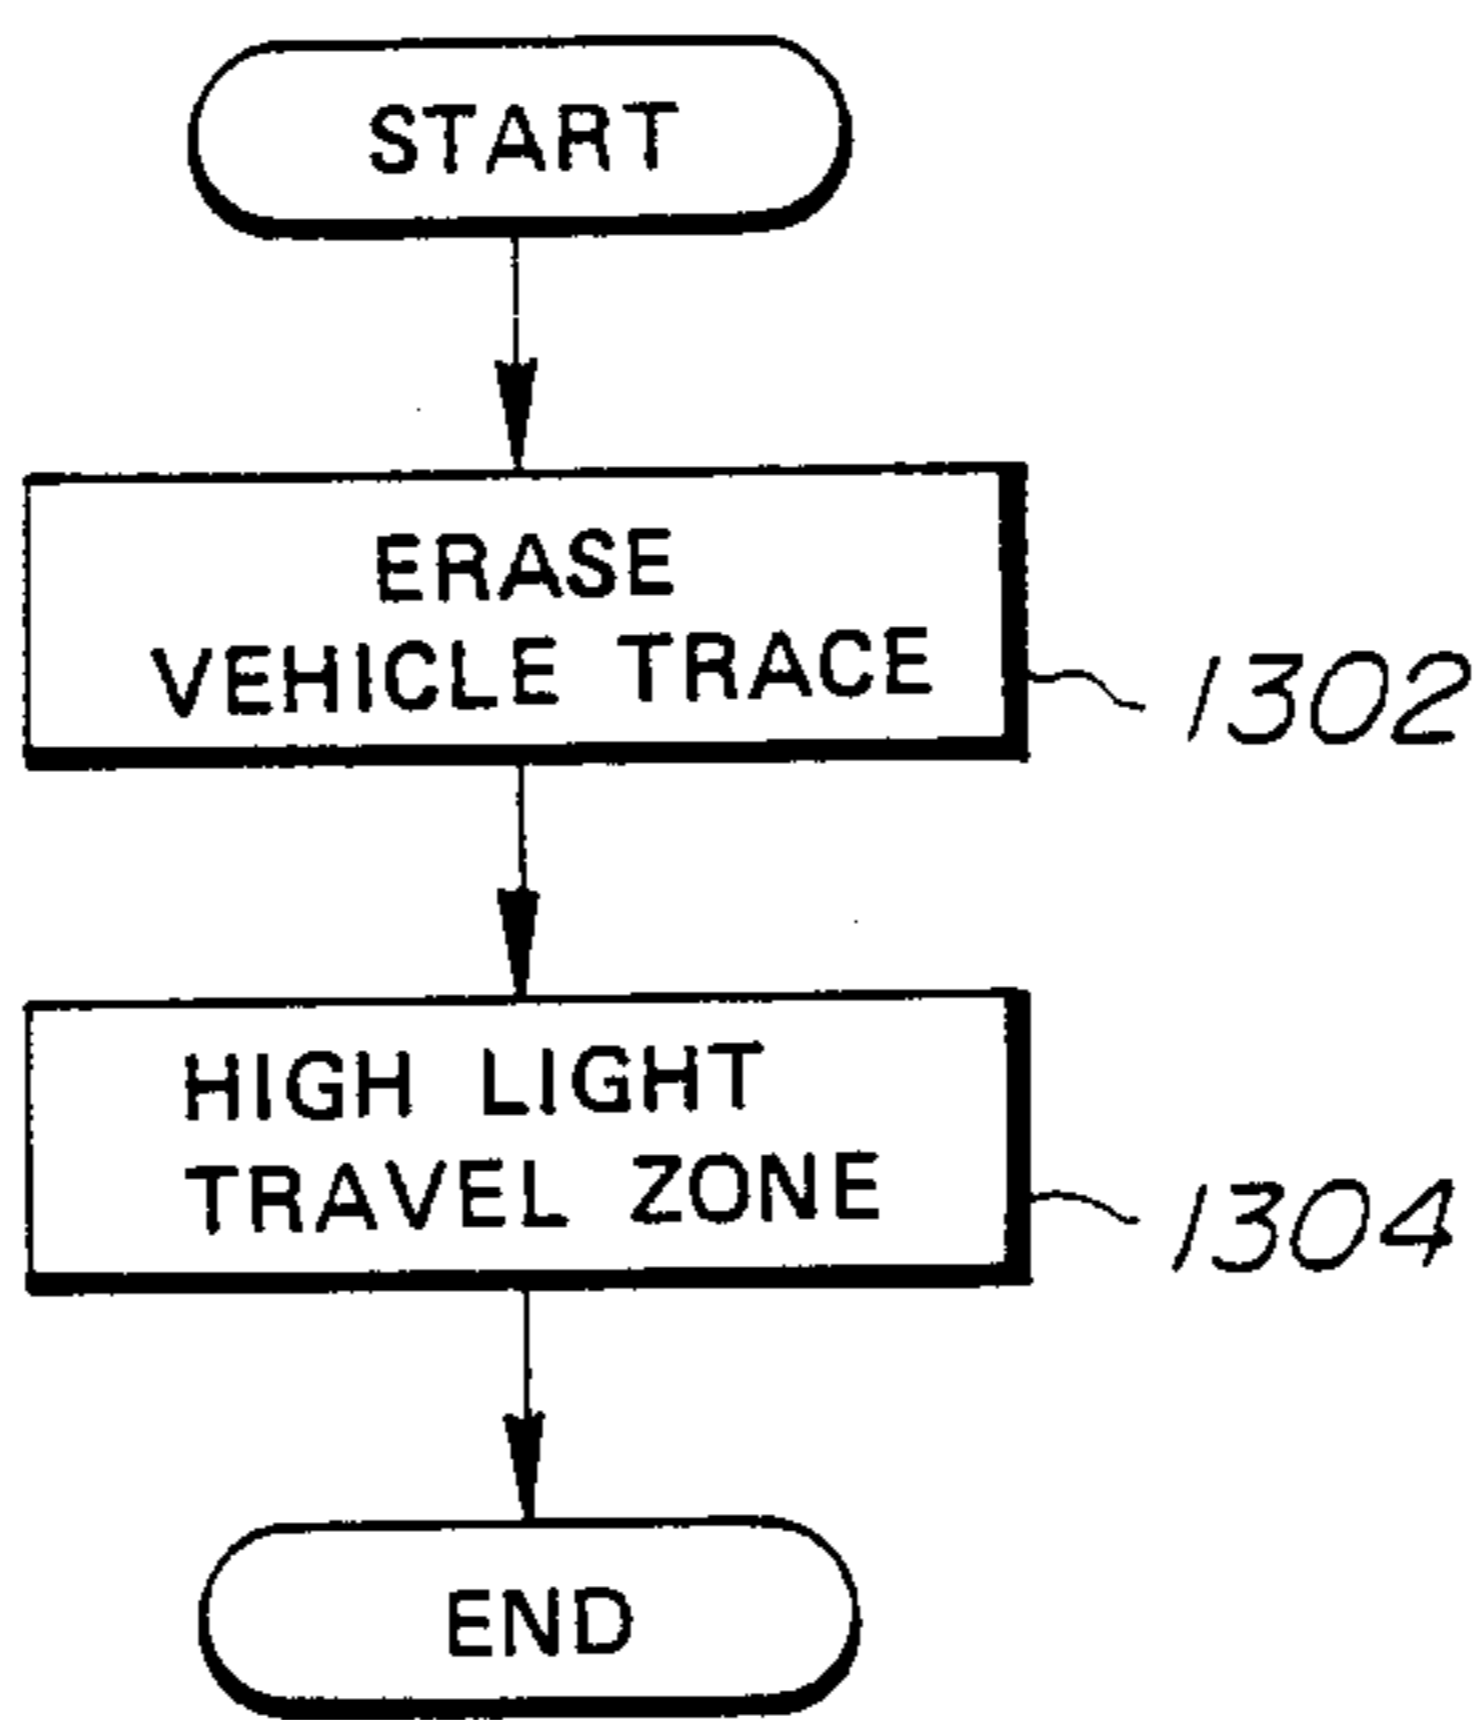 START
ERASE
VEHICLE TRACE
1302
HIGH LIGHT
TRAVEL ZONE
1304
END